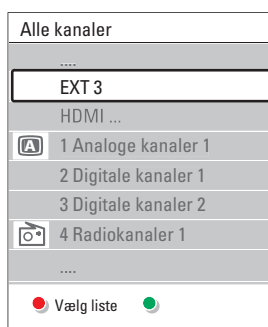 Alle kanaler
....
EXT 3
HDMI ...
A 1 Analoge kanaler 1
2 Digitale kanaler 1
3 Digitale kanaler 2
4 Radiokanaler 1
....
Vælg liste